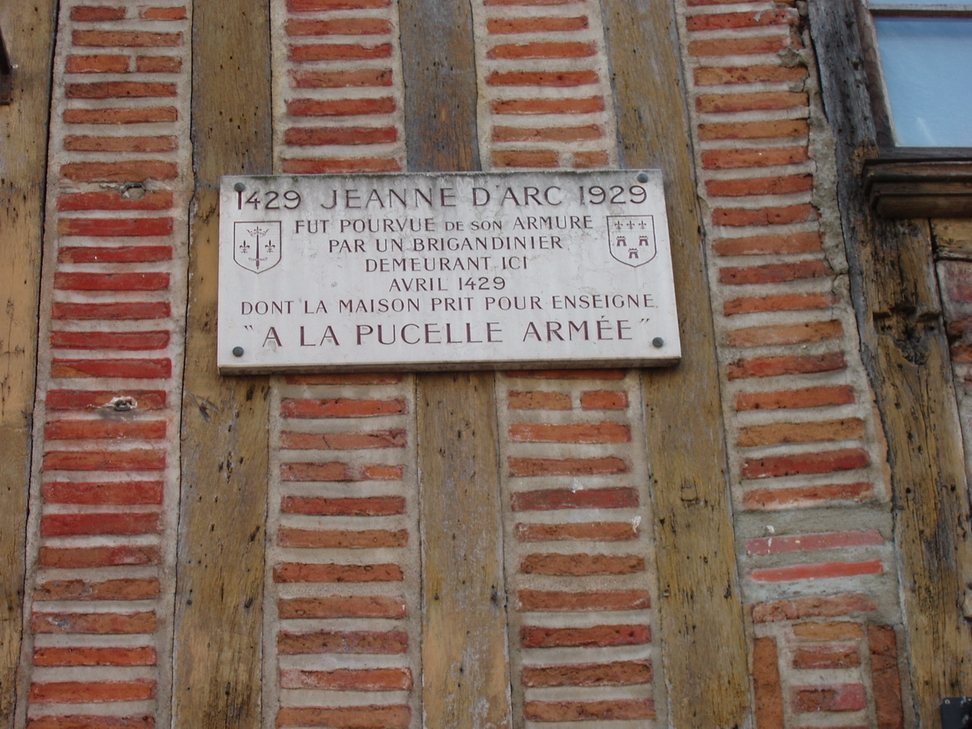 1429 JEANNE D'ARC 1929
FUT POURVUE DE SON ARMURE
PAR UN BRIGANDINIER
DEMEURANT ICI
AVRIL 1429
DONT LA MAISON PRIT POUR ENSEIGNE
"A LA PUCELLE ARMÉE"